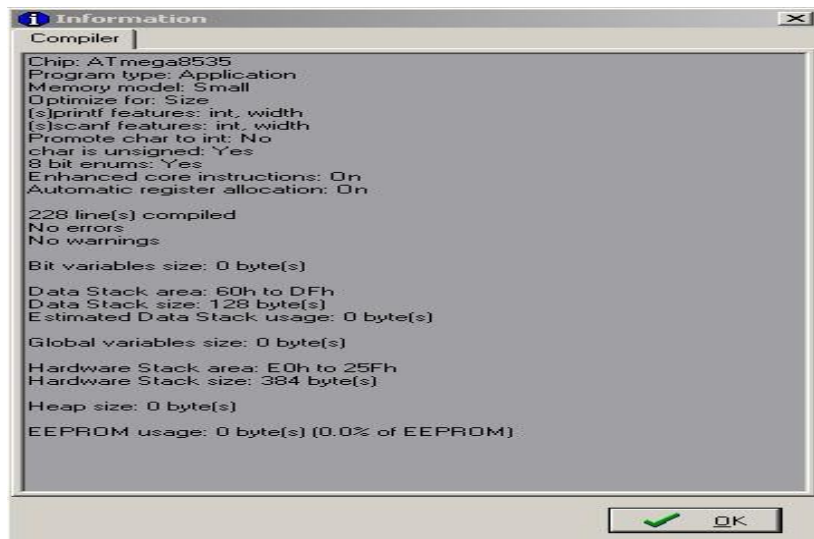 Information
Compiler
Chip: ATmega8535
Program type: Application
Memory model: Small
Optimize for: Size
(s)printf features: int, width
(s)scanf features: int, width
Promote char to int: No
char is unsigned: Yes
8 bit enums: Yes
Enhanced core instructions: On
Automatic register allocation: On
228 line(s) compiled
No errors
No warnings
Bit variables size: 0 byte(s)
Data Stack area: 60h to DFh
Data Stack size: 128 byte(s)
Estimated Data Stack usage: 0 byte(s)
Global variables size: 0 byte(s)
Hardware Stack area: E0h to 25Fh
Hardware Stack size: 384 byte(s)
Heap size: 0 byte(s)
EEPROM usage: 0 byte(s) (0.0% of EEPROM)
OK